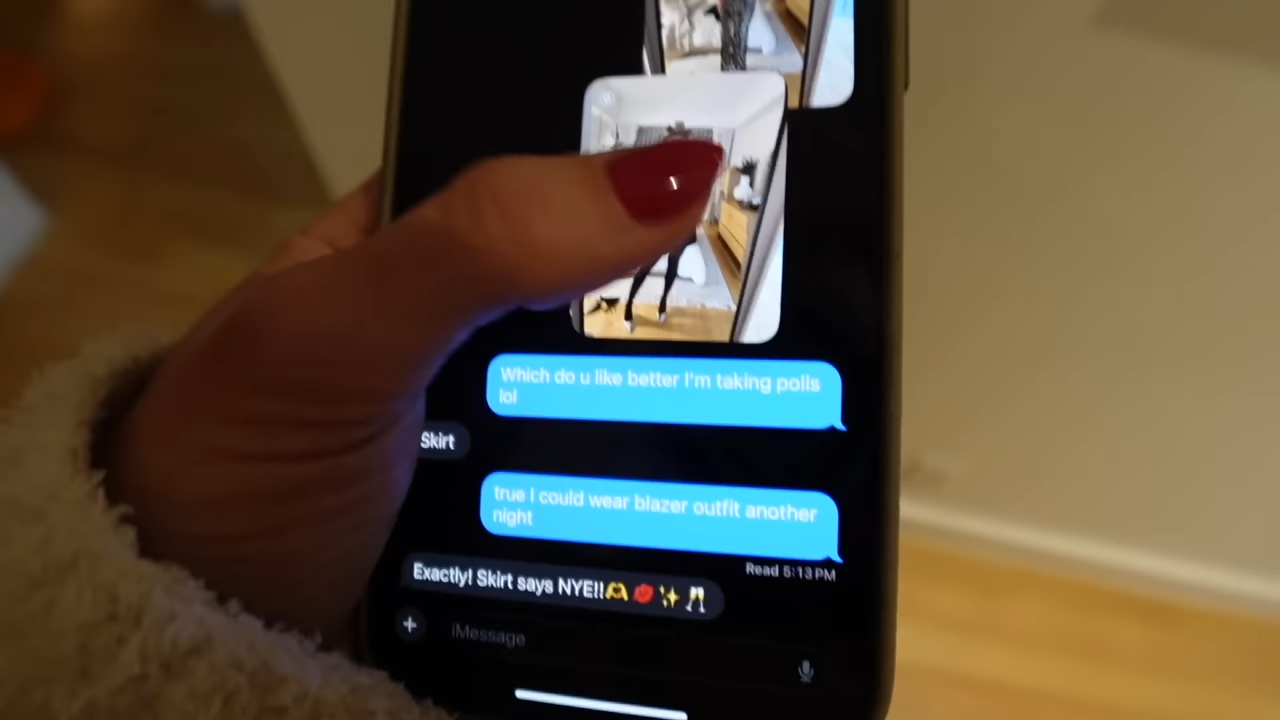 Which do u like better I'm taking polls
lol
Skirt
true I could wear blazer outfit another
night
Read 5:13 PM
Exactly! Skirt says NYE!!🫶💋✨🥂
iMessage